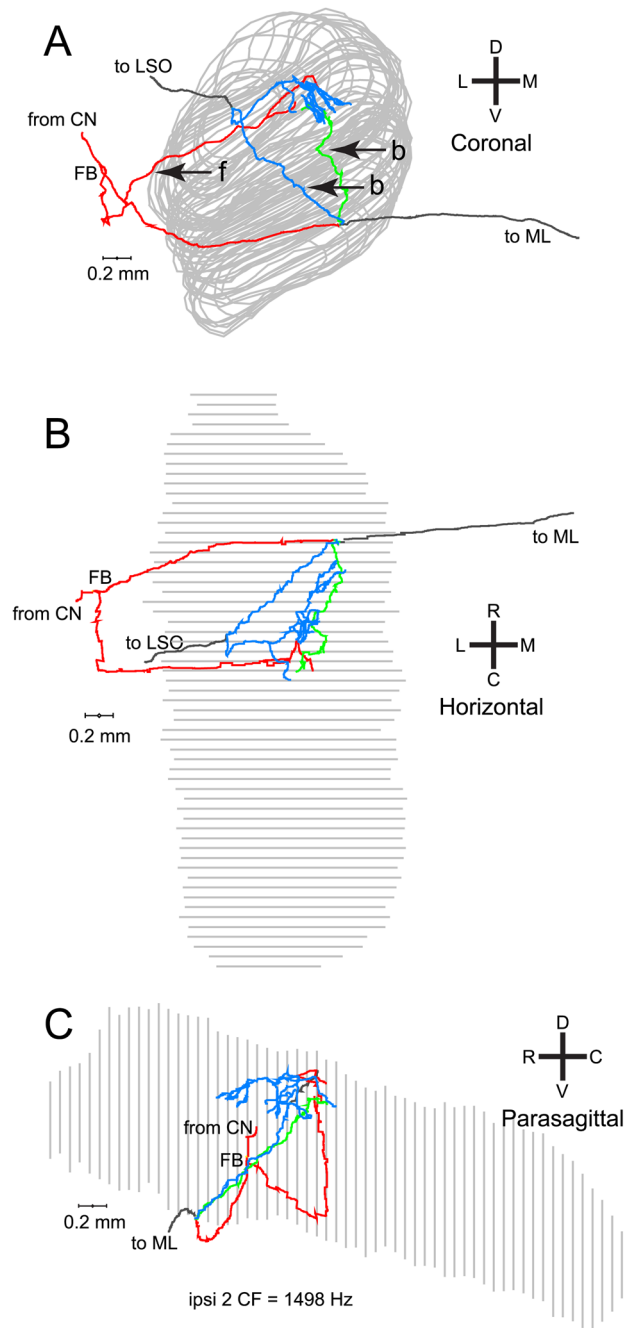 A
to LSO
D
L
M
V
Coronal
from CN
FB
f
b
b
to ML
0.2 mm
B
to ML
FB
from CN
to LSO
R
L
M
C
Horizontal
0.2 mm
C
D
R
C
V
Parasagittal
from CN
FB
0.2 mm
to ML
ipsi 2 CF = 1498 Hz